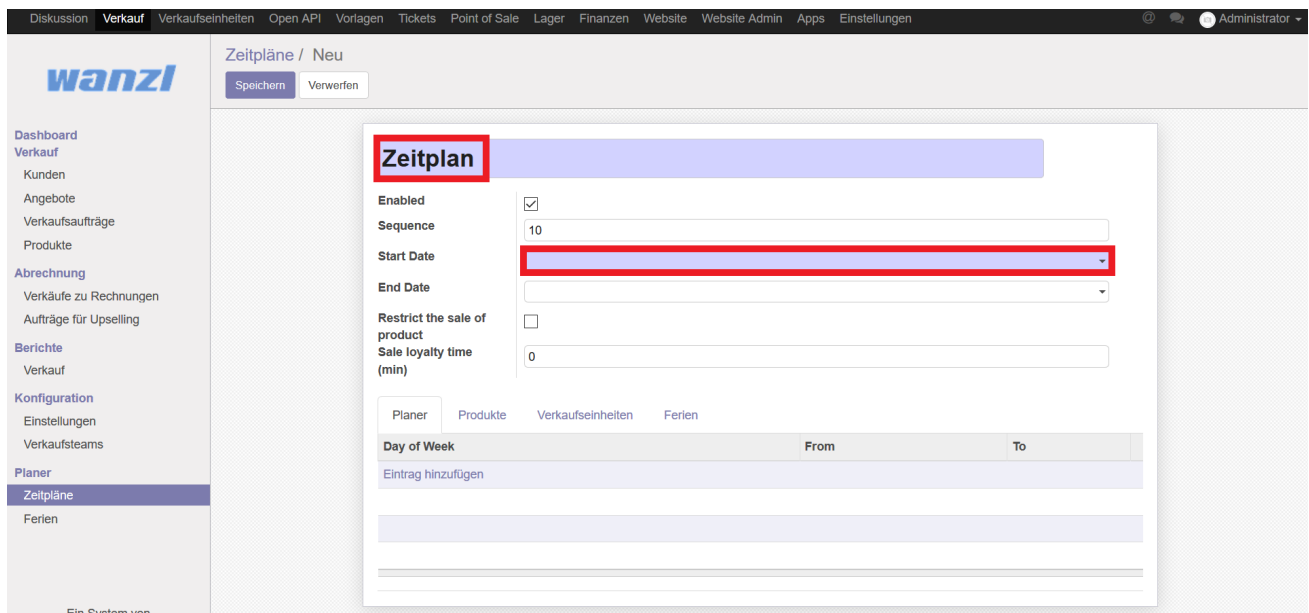 Diskussion Verkauf Verkaufseinheiten Open API Vorlagen Tickets Point of Sale Lager Finanzen Website Website Admin Apps Einstellungen @ Administrator
wanzl
Zeitpläne / Neu
Speichern Verwerfen
Dashboard
Verkauf
Kunden
Angebote
Verkaufsaufträge
Produkte
Abrechnung
Verkäufe zu Rechnungen
Aufträge für Upselling
Berichte
Verkauf
Konfiguration
Einstellungen
Verkaufsteams
Planer
Zeitpläne
Ferien
Ein System von
Zeitplan
Enabled
Sequence 10
Start Date
End Date
Restrict the sale of
product
Sale loyalty time
(min) 0
Planer Produkte Verkaufseinheiten Ferien
Day of Week From To
Eintrag hinzufügen